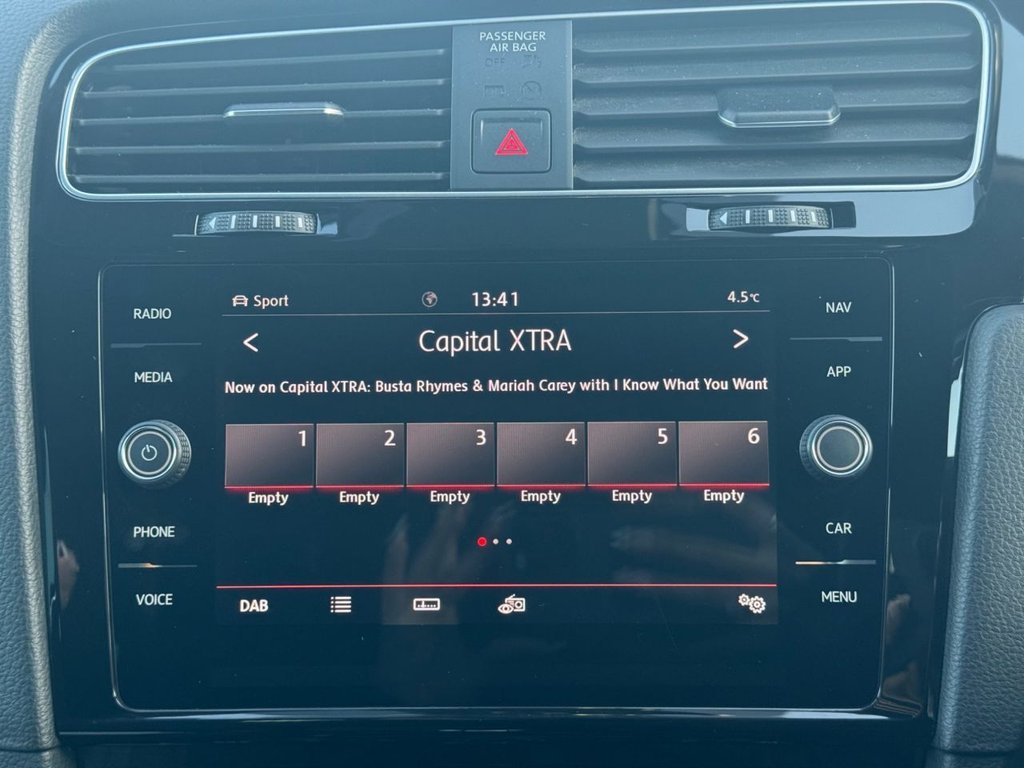 PASSENGER
AIR BAG
OFF
RADIO
MEDIA
PHONE
VOICE
Sport
13:41
4.5°C
< Capital XTRA >
Now on Capital XTRA: Busta Rhymes & Mariah Carey with I Know What You Want
1 2 3 4 5 6
Empty Empty Empty Empty Empty Empty
DAB
NAV
APP
CAR
MENU